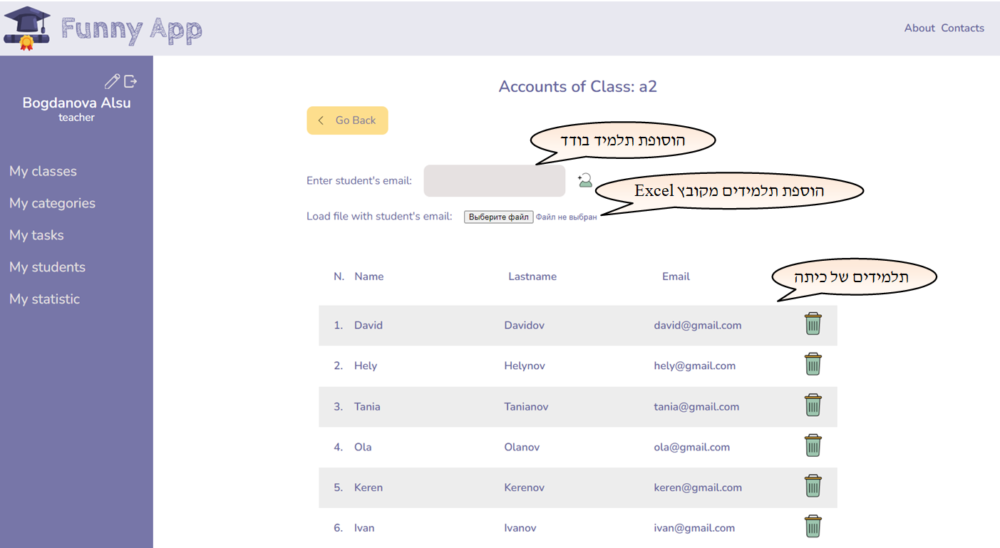 Funny App
About Contacts
Bogdanova Alsu
teacher
My classes
My categories
My tasks
My students
My statistic
Accounts of Class: a2
Go Back
הוסופת תלמיד בודד
Enter student's email:
הוספת תלמידים מקובץ Excel
Load file with student's email: Выберите файл Файл не выбран
תלמידים של כיתה
N. Name Lastname Email
1. David Davidov david@gmail.com
2. Hely Helynov hely@gmail.com
3. Tania Tanianov tania@gmail.com
4. Ola Olanov ola@gmail.com
5. Keren Kerenov keren@gmail.com
6. Ivan Ivanov ivan@gmail.com